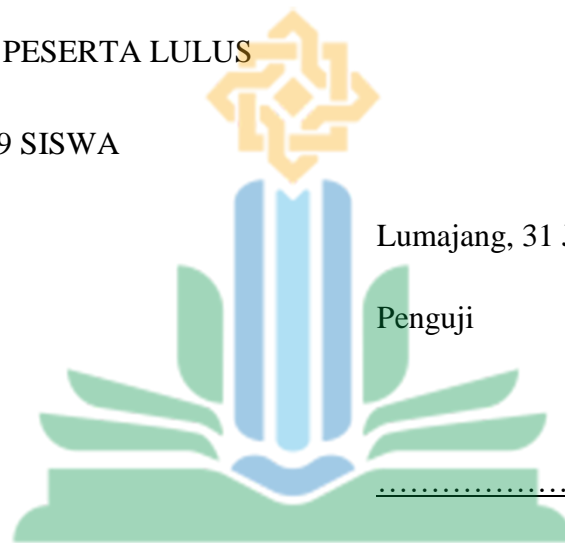 PESERTA LULUS
9 SISWA
Lumajang, 31 J
Penguji
………………